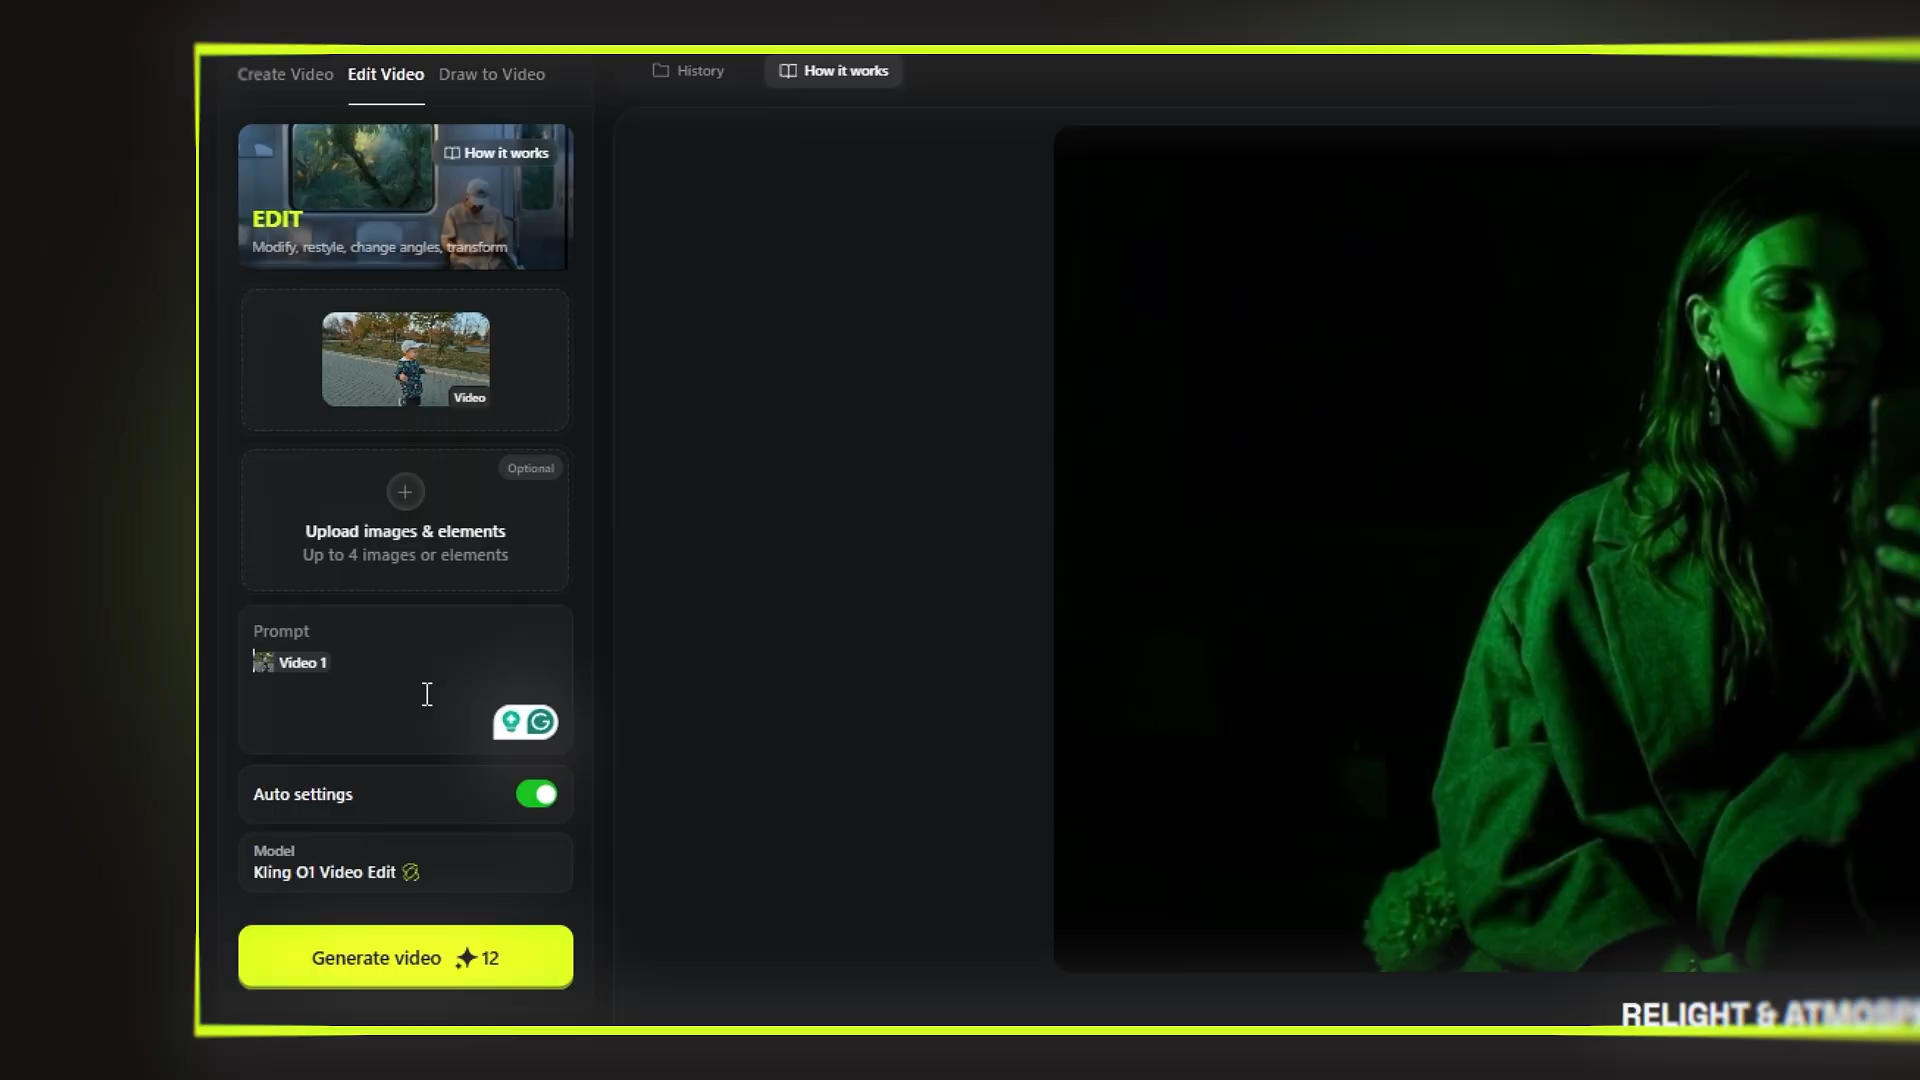 Create Video Edit Video Draw to Video
History
How it works
How it works
EDIT
Modify, restyle, change angles, transform
Video
Optional
Upload images & elements
Up to 4 images or elements
Prompt
Video 1
Auto settings
Model
Kling O1 Video Edit
Generate video 12
RELIGHT &